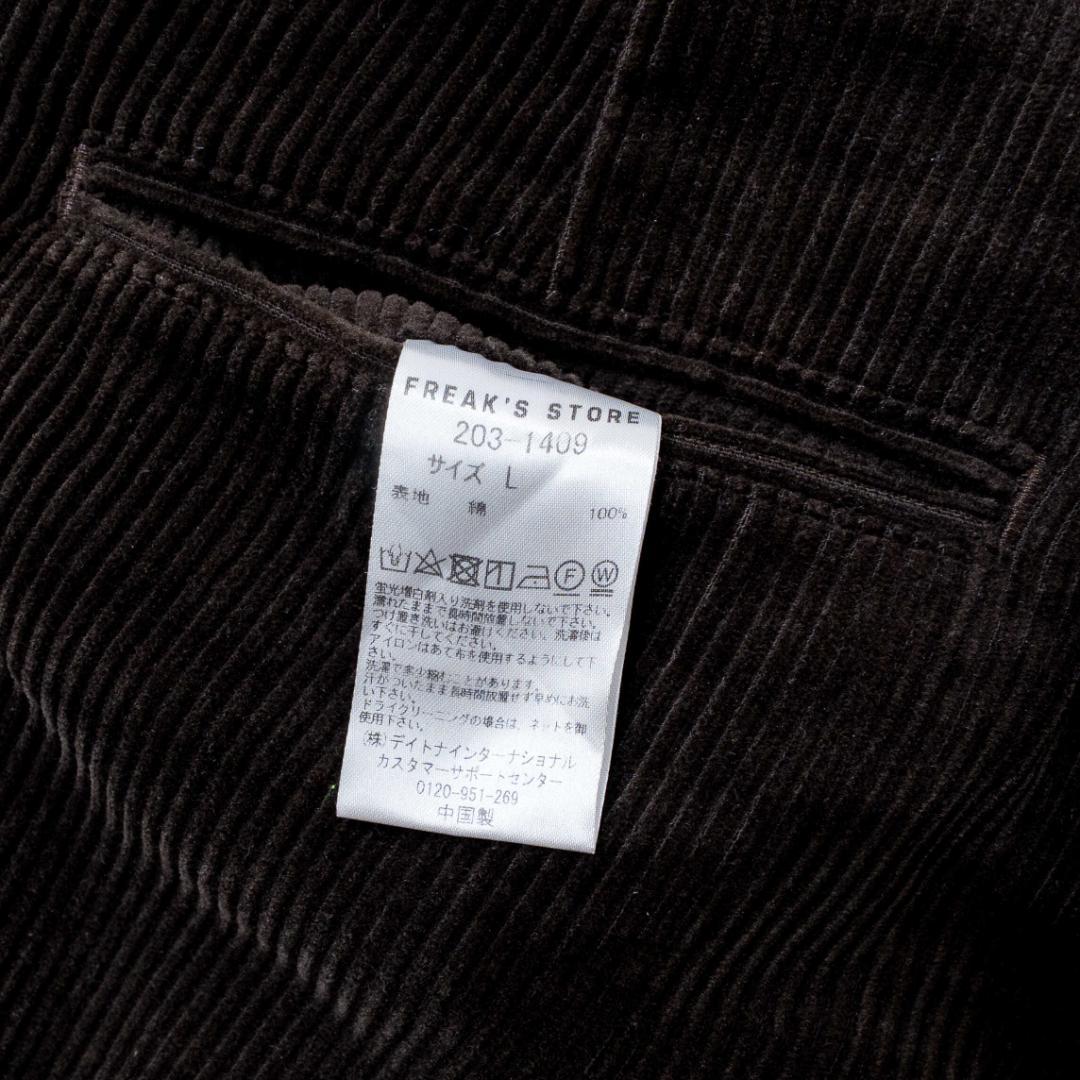 FREAK'S STORE
203-1409
サイズ L
表地 綿 100%
F W
蛍光増白剤入り洗剤を使用しないで下さい。
濡れたままで長時間放置しないで下さい。
つけ置き洗いはお避けください。洗濯後は
すぐに干してください。
アイロンはあて布を使用するようにして下
さい。
洗濯で多少縮むことがあります。
汗がついたまま長時間放置せず早めにお洗
い下さい。
ドライクリーニングの場合は、ネットを御
使用下さい。
(株)デイトナインターナショナル
カスタマーサポートセンター
0120-951-269
中国製